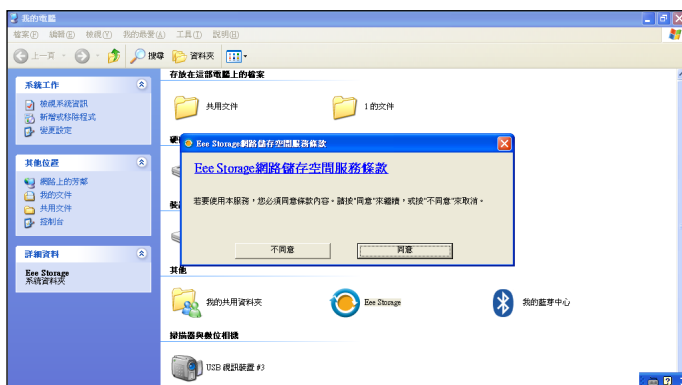 我的電腦
檔案(F) 編輯(E) 檢視(V) 我的最愛(A) 工具(T) 說明(H)
上一頁 搜尋 資料夾
系統工作
檢視系統資訊
新增或移除程式
變更設定
其他位置
網路上的芳鄰
我的文件
共用文件
控制台
詳細資料
Eee Storage
系統資料夾
存放在這部電腦上的檔案
共用文件 1 的文件
Eee Storage網路儲存空間服務條款
Eee Storage網路儲存空間服務條款
若要使用本服務，您必須同意條款內容。請按"同意"來繼續，或按"不同意"來取消。
不同意 同意
其他
我的共用資料夾 Eee Storage 我的藍芽中心
掃描器與數位相機
USB 視訊裝置 #3